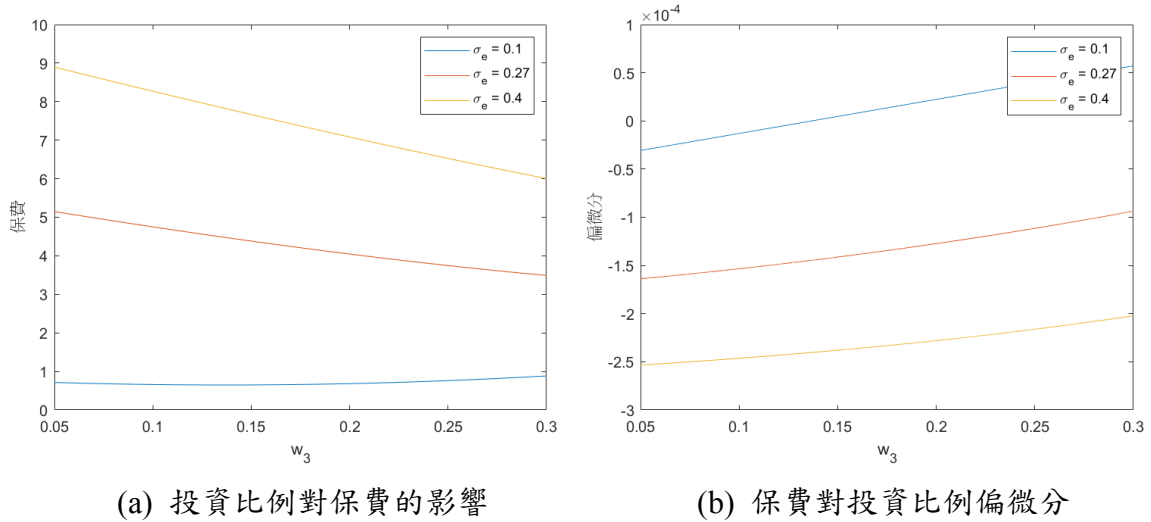 10
9
8
7
6
5
4
3
2
1
0
保費
0.05 0.1 0.15 0.2 0.25 0.3
w3
σe = 0.1
σe = 0.27
σe = 0.4
(a) 投資比例對保費的影響
×10-4
1
0.5
0
-0.5
-1
-1.5
-2
-2.5
-3
偏微分
0.05 0.1 0.15 0.2 0.25 0.3
w3
σe = 0.1
σe = 0.27
σe = 0.4
(b) 保費對投資比例偏微分